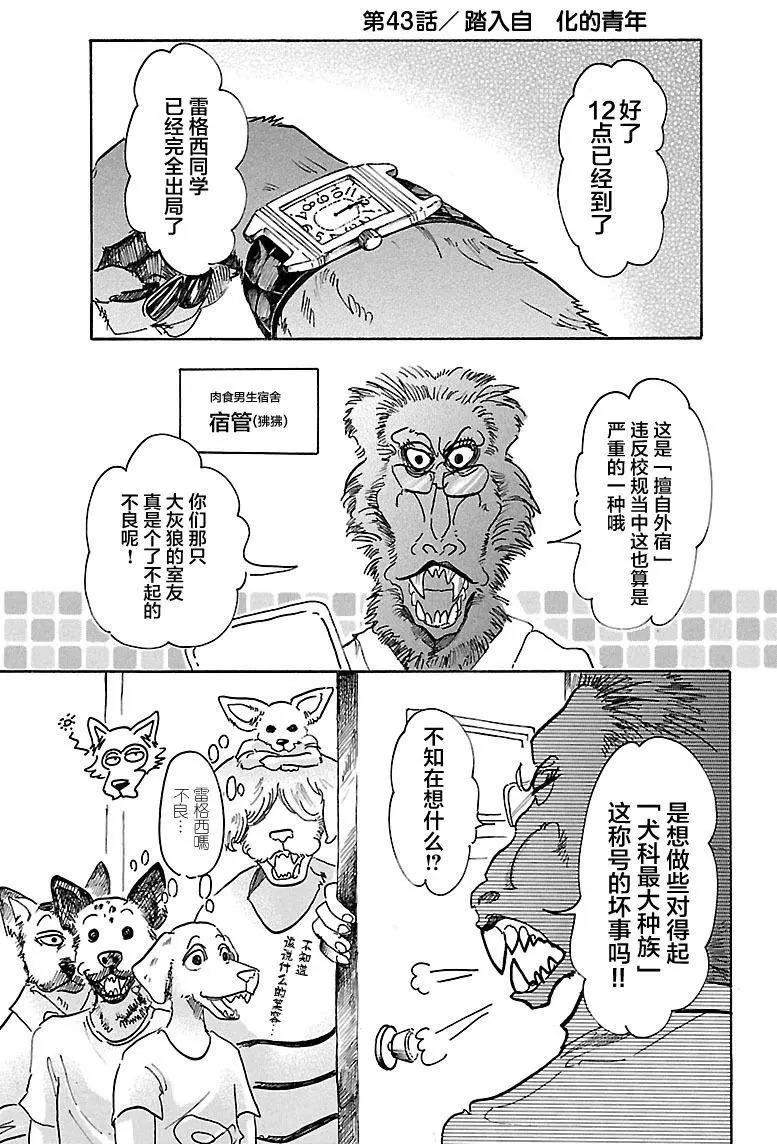 第43話／踏入自　化的青年
好了
12点已经到了
雷格西同学
已经完全出局了
肉食男生宿舍
宿管(狒狒)
这是「擅自外宿」
违反校规当中这也算是
严重的一种哦
你们那只
大灰狼的室友
真是个了不起的
不良呢！
是想做些对得起
「犬科最大种族」
这称号的坏事吗!!
不知在想什么!?
雷格西嗎
不良…
不知道
该说什么的笑容…